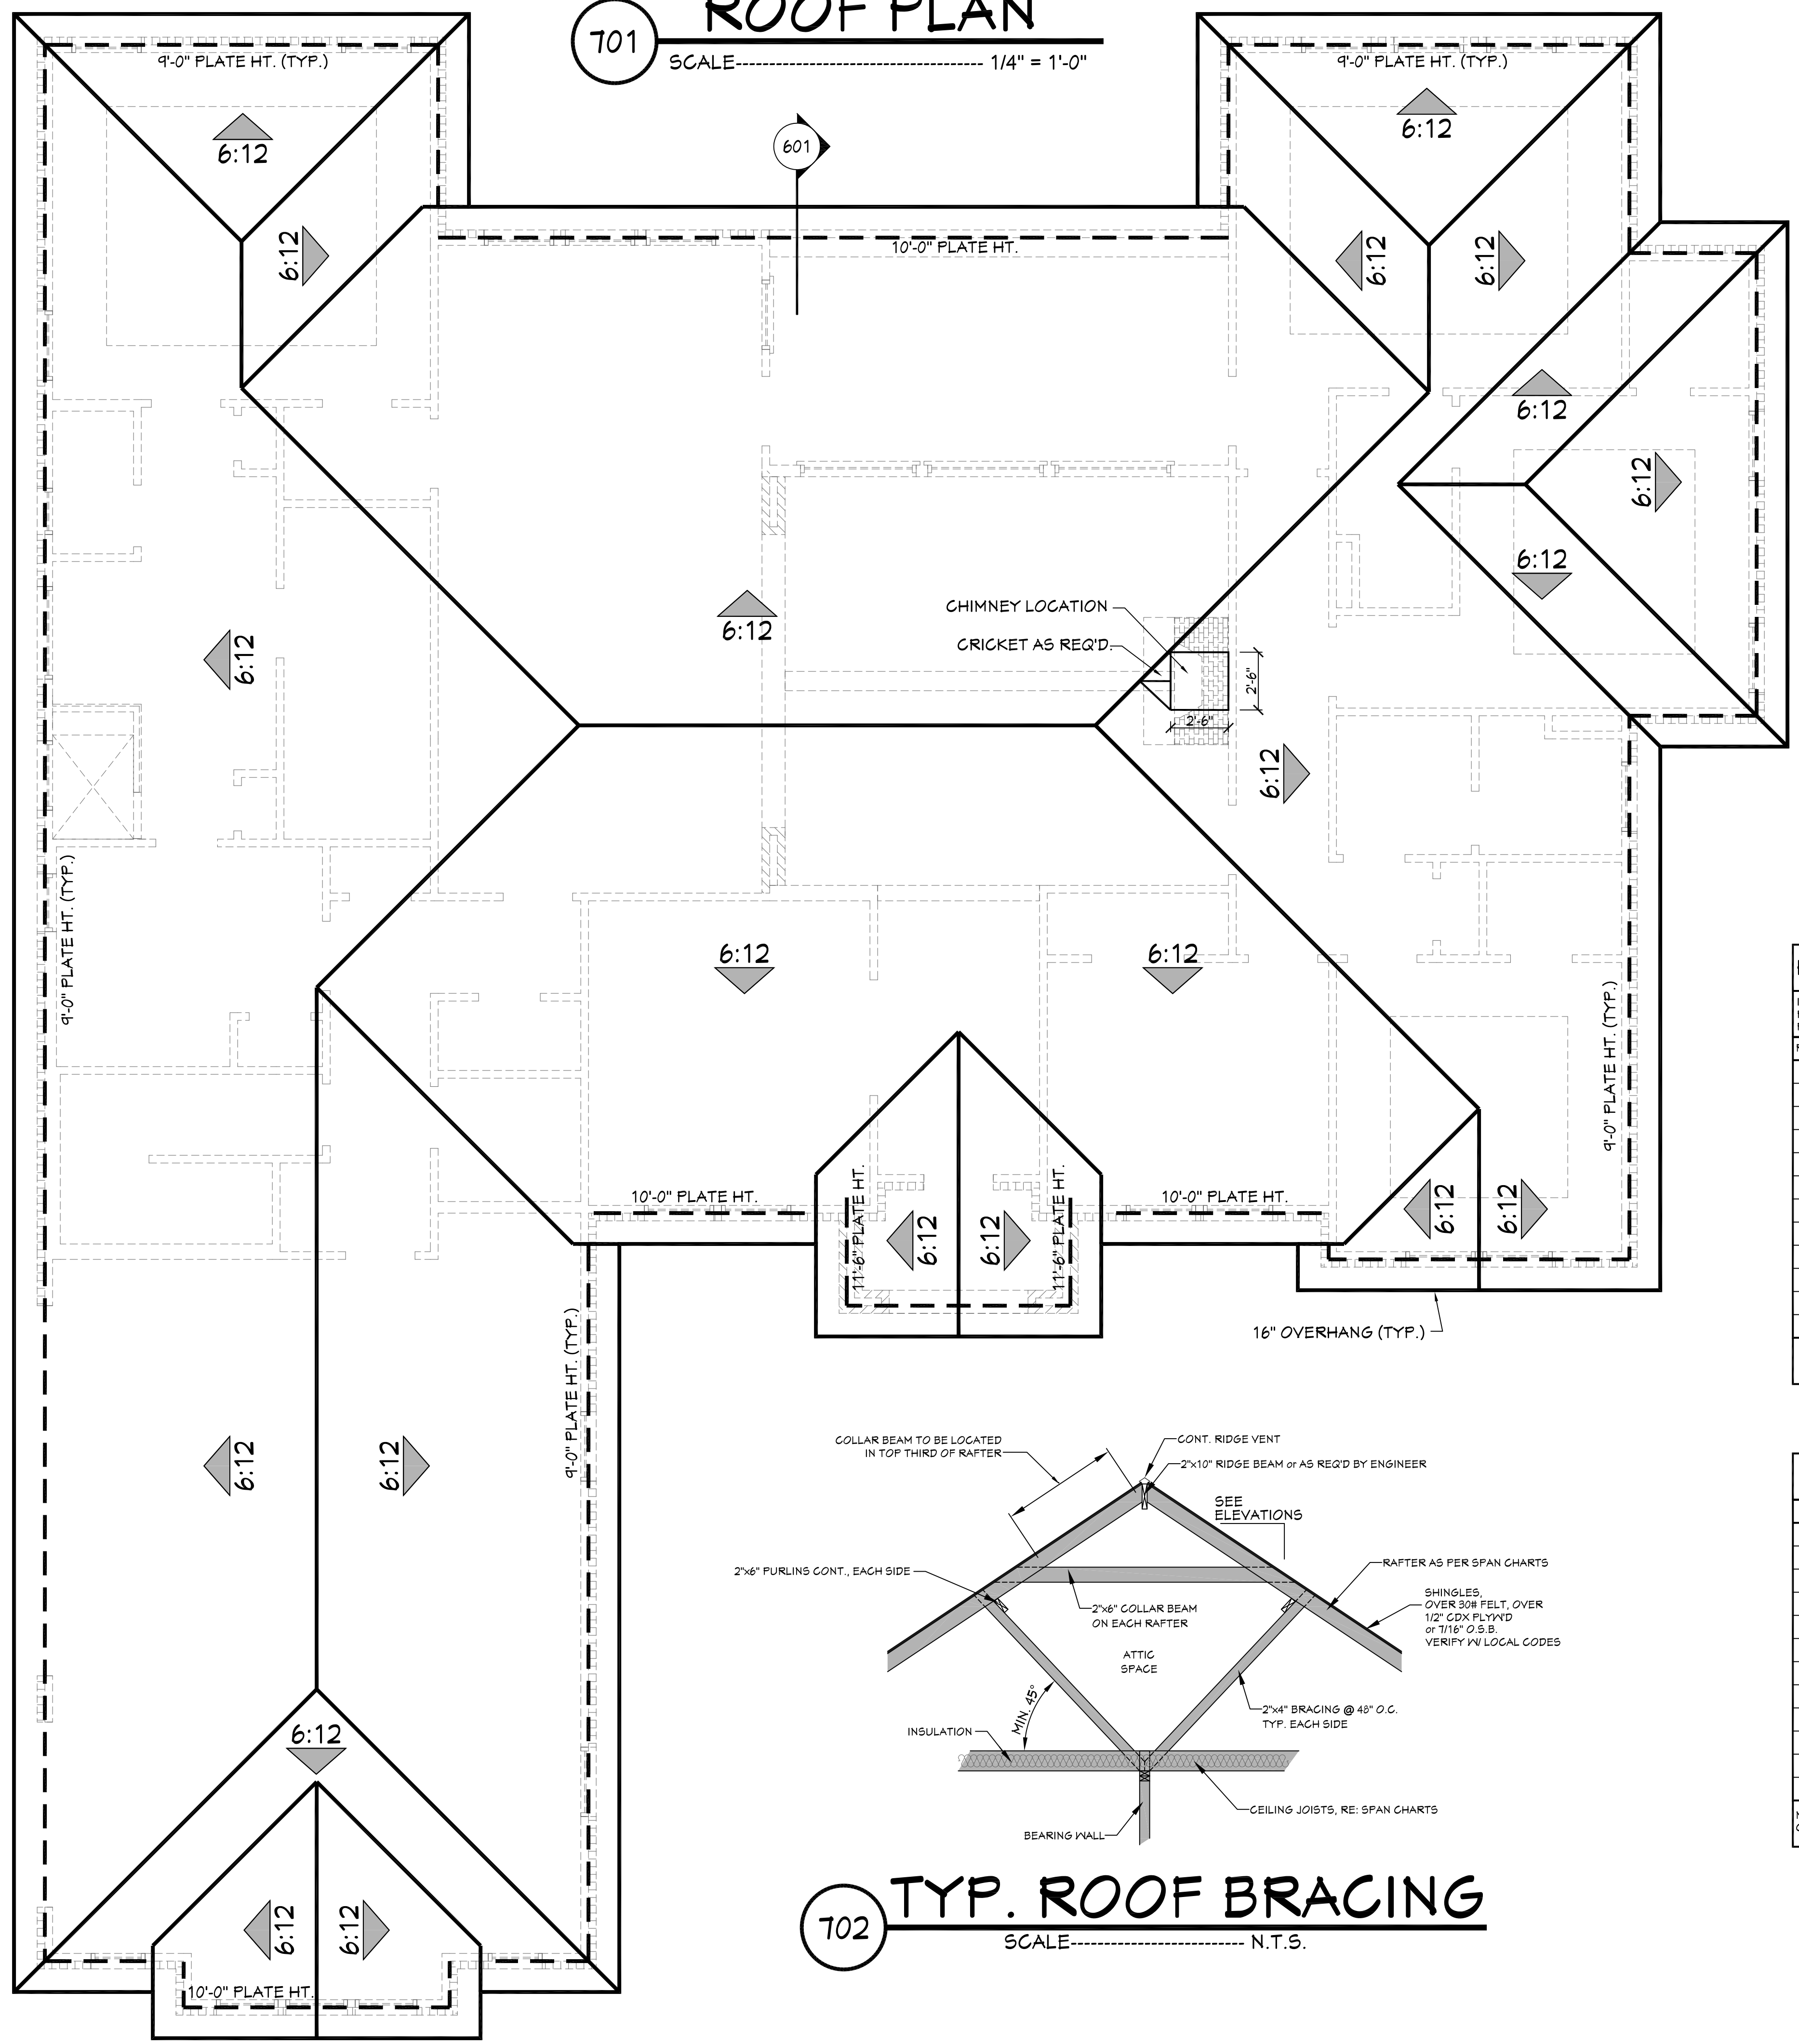 ROOF PLAN
701
SCALE------------------------------------- 1/4" = 1'-0"
9'-0" PLATE HT. (TYP.)
9'-0" PLATE HT. (TYP.)
6:12
601
6:12
6:12
10'-0" PLATE HT.
6:12
6:12
6:12
6:12
6:12
6:12
CHIMNEY LOCATION
6:12
CRICKET AS REQ'D.
6:12
2'-6"
2'-6"
6:12
9'-0" PLATE HT. (TYP.)
6:12
6:12
9'-0" PLATE HT. (TYP.)
10'-0" PLATE HT.
11'-6" PLATE HT.
11'-6" PLATE HT.
10'-0" PLATE HT.
6:12
6:12
6:12
6:12
16" OVERHANG (TYP.)
9'-0" PLATE HT. (TYP.)
6:12
6:12
COLLAR BEAM TO BE LOCATED
IN TOP THIRD OF RAFTER
CONT. RIDGE VENT
2"x10" RIDGE BEAM or AS REQ'D BY ENGINEER
SEE
ELEVATIONS
2"x6" PURLINS CONT., EACH SIDE
RAFTER AS PER SPAN CHARTS
2"x6" COLLAR BEAM
ON EACH RAFTER
SHINGLES,
OVER 30# FELT, OVER
1/2" CDX PLYW'D
or 7/16" O.S.B.
VERIFY W/ LOCAL CODES
ATTIC
SPACE
MIN. 45°
2"x4" BRACING @ 48" O.C.
TYP. EACH SIDE
INSULATION
6:12
CEILING JOISTS, RE: SPAN CHARTS
BEARING WALL
6:12
6:12
10'-0" PLATE HT.
TYP. ROOF BRACING
702
SCALE-------------------------- N.T.S.